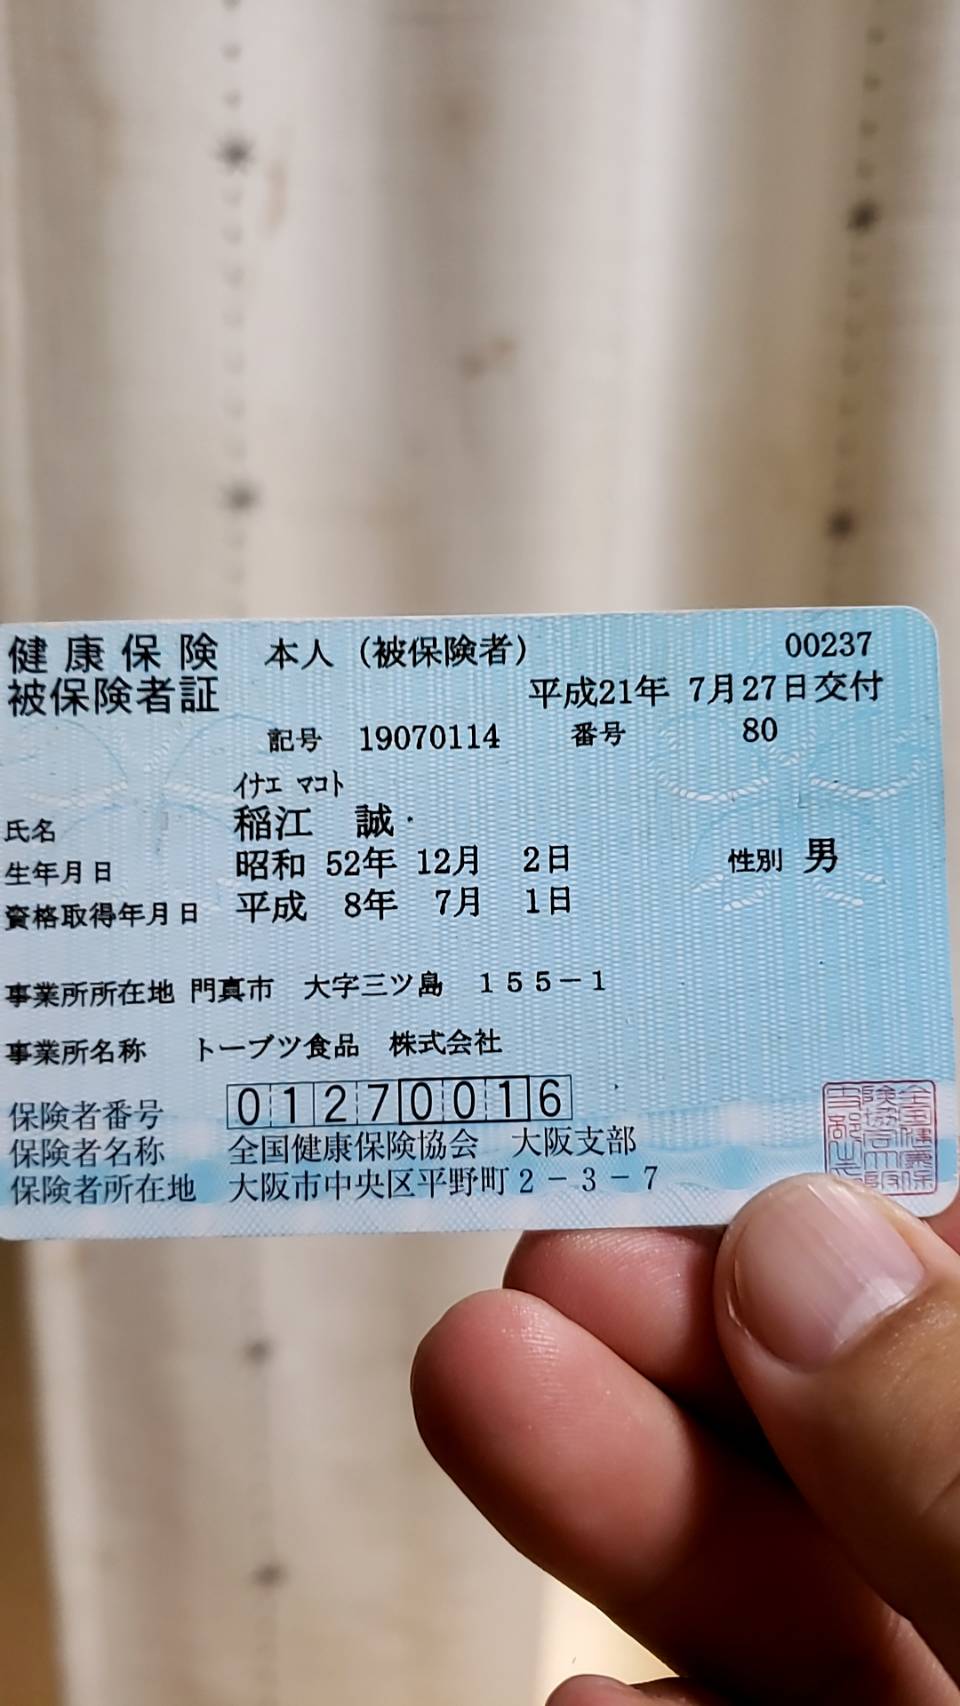 健康保険 本人（被保険者） 00237
被保険者証 平成21年 7月27日交付
記号 19070114 番号 80
イナエ マコト
氏名 稲江 誠
生年月日 昭和 52年 12月 2日 性別 男
資格取得年月日 平成 8年 7月 1日
事業所所在地 門真市 大字三ツ島 １５５－１
事業所名称 トーブツ食品 株式会社
保険者番号 01270016
保険者名称 全国健康保険協会 大阪支部
保険者所在地 大阪市中央区平野町２－３－７